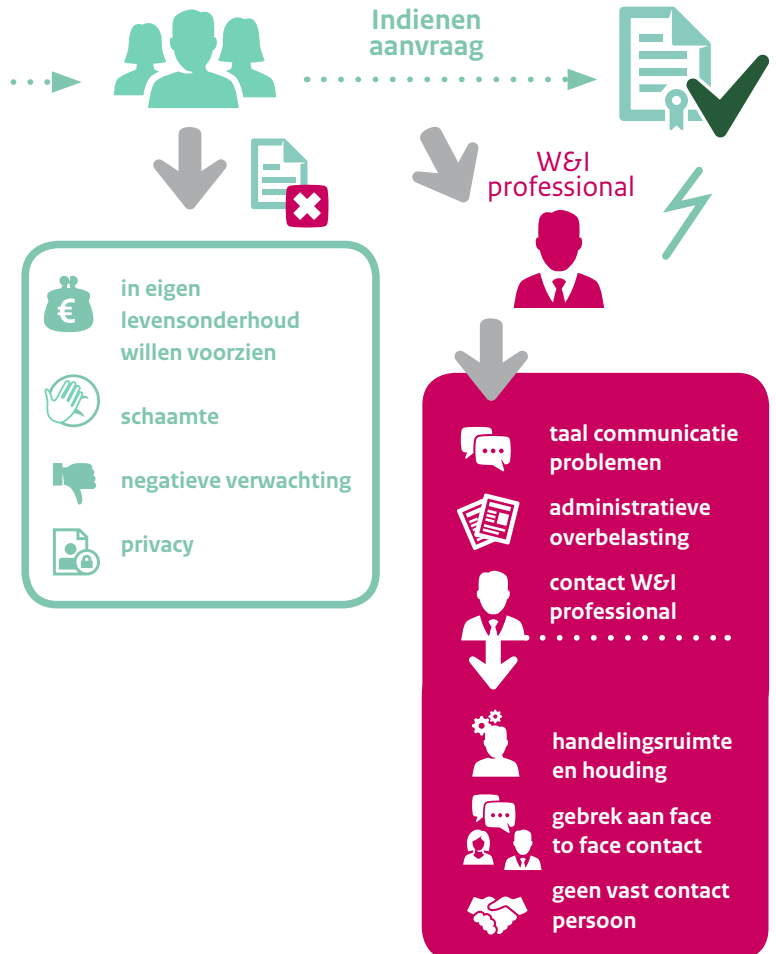 Indienen
aanvraag
W&I
professional
€
in eigen
levensonderhoud
willen voorzien
schaamte
negatieve verwachting
privacy
taal communicatie
problemen
administratieve
overbelasting
contact W&I
professional
handelingsruimte
en houding
gebrek aan face
to face contact
geen vast contact
persoon